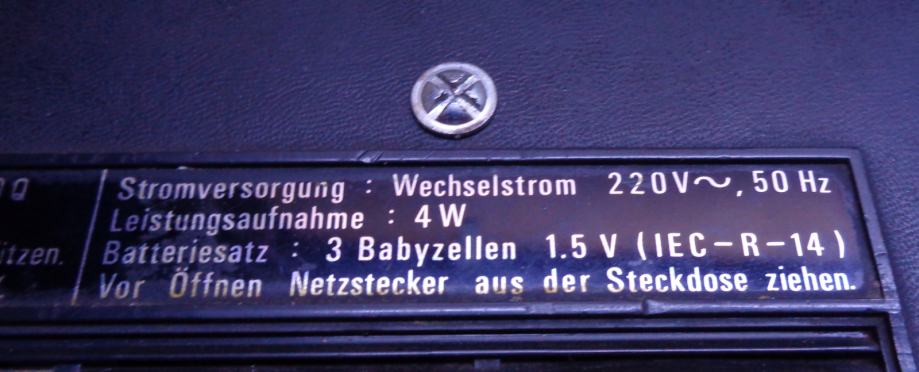 Stromversorgung : Wechselstrom 220V~, 50 Hz
Leistungsaufnahme : 4W
Batteriesatz : 3 Babyzellen 1.5 V (IEC-R-14)
Vor Öffnen Netzstecker aus der Steckdose ziehen.